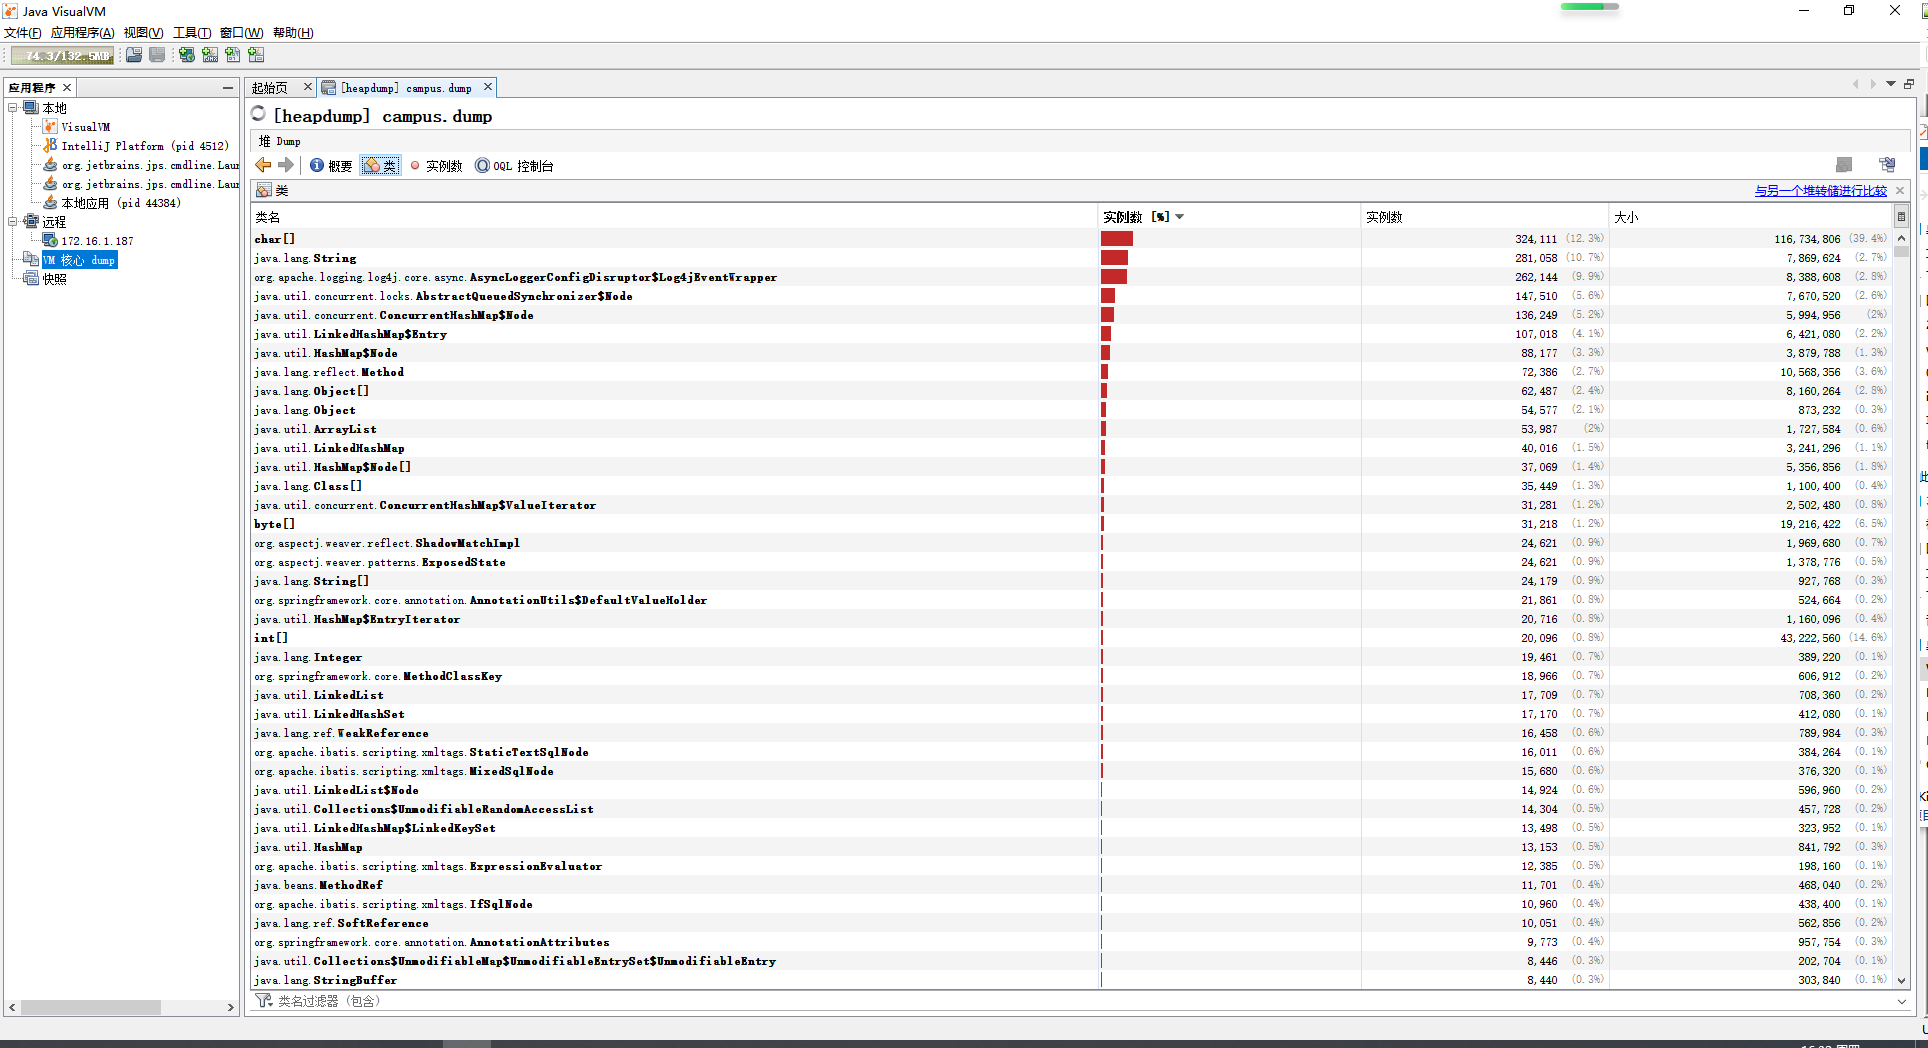 Java VisualVM
文件(F) 应用程序(A) 视图(V) 工具(T) 窗口(W) 帮助(H)
74.3/132.5MB
应用程序
本地
VisualVM
IntelliJ Platform (pid 4512)
org.jetbrains.jps.cmdline.Lau
org.jetbrains.jps.cmdline.Lau
本地应用 (pid 44384)
远程
172.16.1.187
VM 核心 dump
快照
起始页 [heapdump] campus.dump
[heapdump] campus.dump
堆 Dump
概要 类 实例数 OQL 控制台
类 与另一个堆转储进行比较
类名 实例数 [%] 实例数 大小
char[] 324,111 (12.3%) 116,734,806 (39.4%)
java.lang.String 281,058 (10.7%) 7,869,624 (2.7%)
org.apache.logging.log4j.core.async.AsyncLoggerConfigDisruptor$Log4jEventWrapper 262,144 (9.9%) 8,388,608 (2.8%)
java.util.concurrent.locks.AbstractQueuedSynchronizer$Node 147,510 (5.6%) 7,670,520 (2.6%)
java.util.concurrent.ConcurrentHashMap$Node 136,249 (5.2%) 5,994,956 (2%)
java.util.LinkedHashMap$Entry 107,018 (4.1%) 6,421,080 (2.2%)
java.util.HashMap$Node 88,177 (3.3%) 3,879,788 (1.3%)
java.lang.reflect.Method 72,386 (2.7%) 10,568,356 (3.6%)
java.lang.Object[] 62,487 (2.4%) 8,160,264 (2.8%)
java.lang.Object 54,577 (2.1%) 873,232 (0.3%)
java.util.ArrayList 53,987 (2%) 1,727,584 (0.6%)
java.util.LinkedHashMap 40,016 (1.5%) 3,241,296 (1.1%)
java.util.HashMap$Node[] 37,069 (1.4%) 5,356,856 (1.8%)
java.lang.Class[] 35,449 (1.3%) 1,100,400 (0.4%)
java.util.concurrent.ConcurrentHashMap$ValueIterator 31,281 (1.2%) 2,502,480 (0.8%)
byte[] 31,218 (1.2%) 19,216,422 (6.5%)
org.aspectj.weaver.reflect.ShadowMatchImpl 24,621 (0.9%) 1,969,680 (0.7%)
org.aspectj.weaver.patterns.ExposedState 24,621 (0.9%) 1,378,776 (0.5%)
java.lang.String[] 24,179 (0.9%) 927,768 (0.3%)
org.springframework.core.annotation.AnnotationUtils$DefaultValueHolder 21,861 (0.8%) 524,664 (0.2%)
java.util.HashMap$EntryIterator 20,716 (0.8%) 1,160,096 (0.4%)
int[] 20,096 (0.8%) 43,222,560 (14.6%)
java.lang.Integer 19,461 (0.7%) 389,220 (0.1%)
org.springframework.core.MethodClassKey 18,966 (0.7%) 606,912 (0.2%)
java.util.LinkedList 17,709 (0.7%) 708,360 (0.2%)
java.util.LinkedHashSet 17,170 (0.7%) 412,080 (0.1%)
java.lang.ref.WeakReference 16,458 (0.6%) 789,984 (0.3%)
org.apache.ibatis.scripting.xmltags.StaticTextSqlNode 16,011 (0.6%) 384,264 (0.1%)
org.apache.ibatis.scripting.xmltags.MixedSqlNode 15,680 (0.6%) 376,320 (0.1%)
java.util.LinkedList$Node 14,924 (0.6%) 596,960 (0.2%)
java.util.Collections$UnmodifiableRandomAccessList 14,304 (0.5%) 457,728 (0.2%)
java.util.LinkedHashMap$LinkedKeySet 13,498 (0.5%) 323,952 (0.1%)
java.util.HashMap 13,153 (0.5%) 841,792 (0.3%)
org.apache.ibatis.scripting.xmltags.ExpressionEvaluator 12,385 (0.5%) 198,160 (0.1%)
java.beans.MethodRef 11,701 (0.4%) 468,040 (0.2%)
org.apache.ibatis.scripting.xmltags.IfSqlNode 10,960 (0.4%) 438,400 (0.1%)
java.lang.ref.SoftReference 10,051 (0.4%) 562,856 (0.2%)
org.springframework.core.annotation.AnnotationAttributes 9,773 (0.4%) 957,754 (0.3%)
java.util.Collections$UnmodifiableMap$UnmodifiableEntrySet$UnmodifiableEntry 8,446 (0.3%) 202,704 (0.1%)
java.lang.StringBuffer 8,440 (0.3%) 303,840 (0.1%)
类名过滤器 (包含)